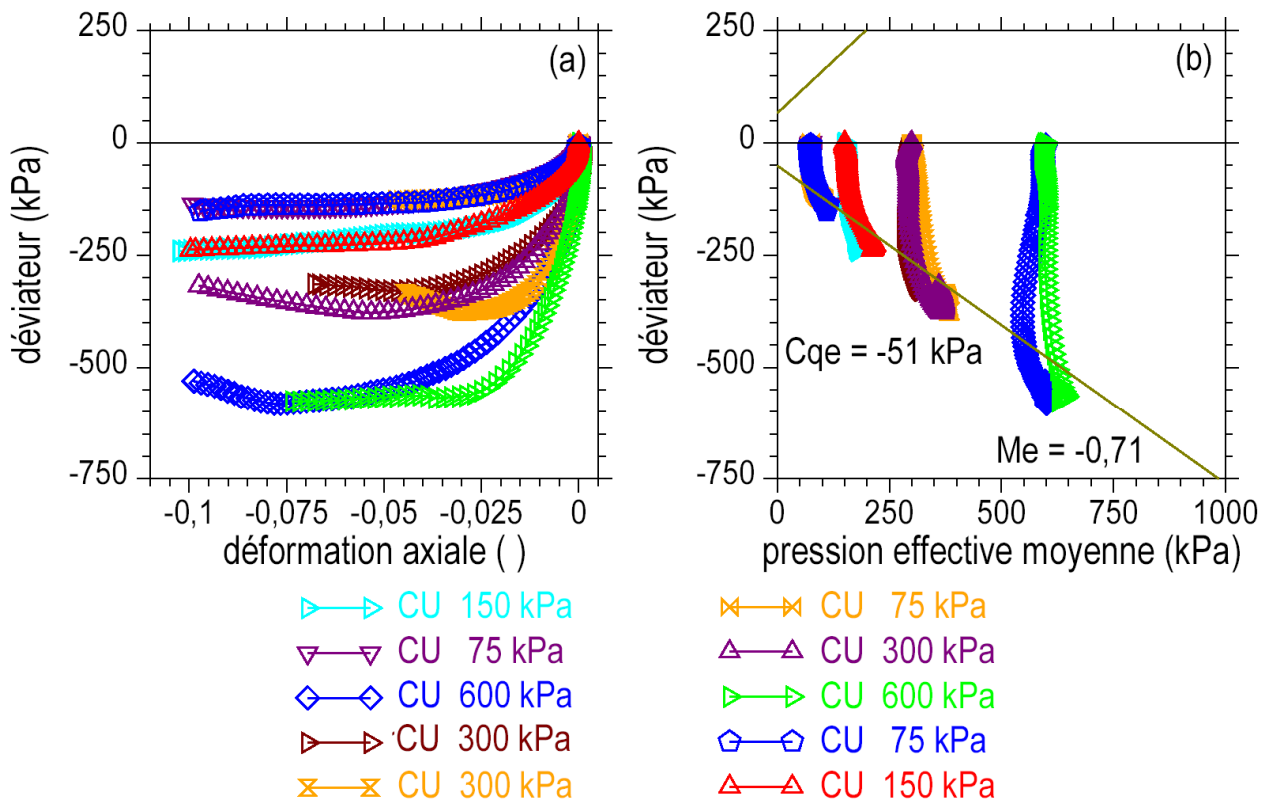 250
0
-250
-500
-750
déviateur (kPa)
(a)
-0,1
-0,075
-0,05
-0,025
0
déformation axiale ( )
250
0
-250
-500
-750
déviateur (kPa)
(b)
Cqe = -51 kPa
Me = -0,71
0
250
500
750
1000
pression effective moyenne (kPa)
CU 150 kPa
CU 75 kPa
CU 600 kPa
CU 300 kPa
CU 300 kPa
CU 75 kPa
CU 300 kPa
CU 600 kPa
CU 75 kPa
CU 150 kPa